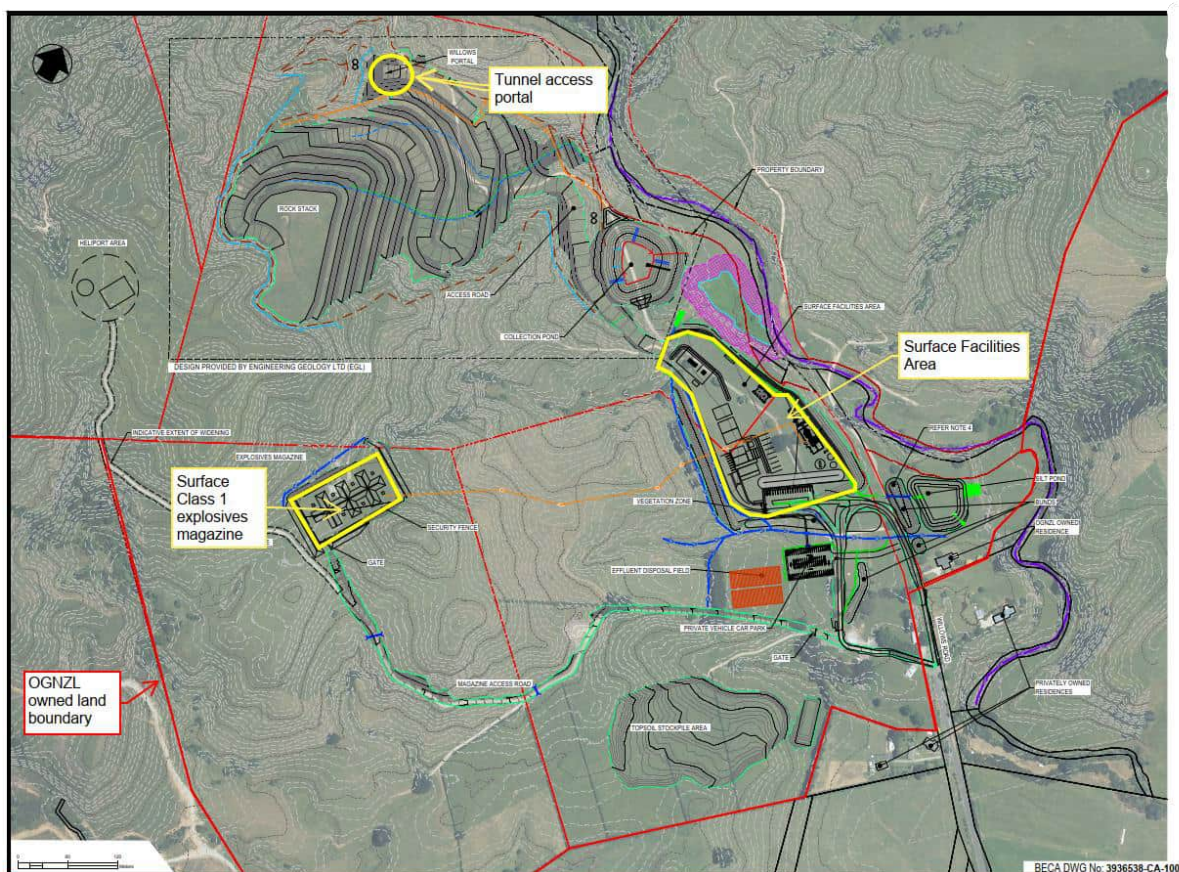 WILLOWS
PORTAL
Tunnel access
portal
PROPERTY BOUNDARY
ROCK STACK
HELIPORT AREA
ACCESS ROAD
SURFACE FACILITIES AREA
COLLECTION POND
Surface Facilities
Area
DESIGN PROVIDED BY ENGINEERING GEOLOGY LTD (EGL)
INDICATIVE EXTENT OF WIDENING
REFER NOTE 4
EXPLOSIVES MAGAZINE
Surface
Class 1
explosives
magazine
SILT POND
VEGETATION ZONE
BUNDS
SECURITY FENCE
OGNZL OWNED
RESIDENCE
GATE
EFFLUENT DISPOSAL FIELD
PRIVATE VEHICLE CAR PARK
WILLOWS ROAD
GATE
OGNZL
owned land
boundary
MAGAZINE ACCESS ROAD
PRIVATELY OWNED
RESIDENCES
TOPSOIL STOCKPILE AREA
BECA DWG No: 3936538-CA-100